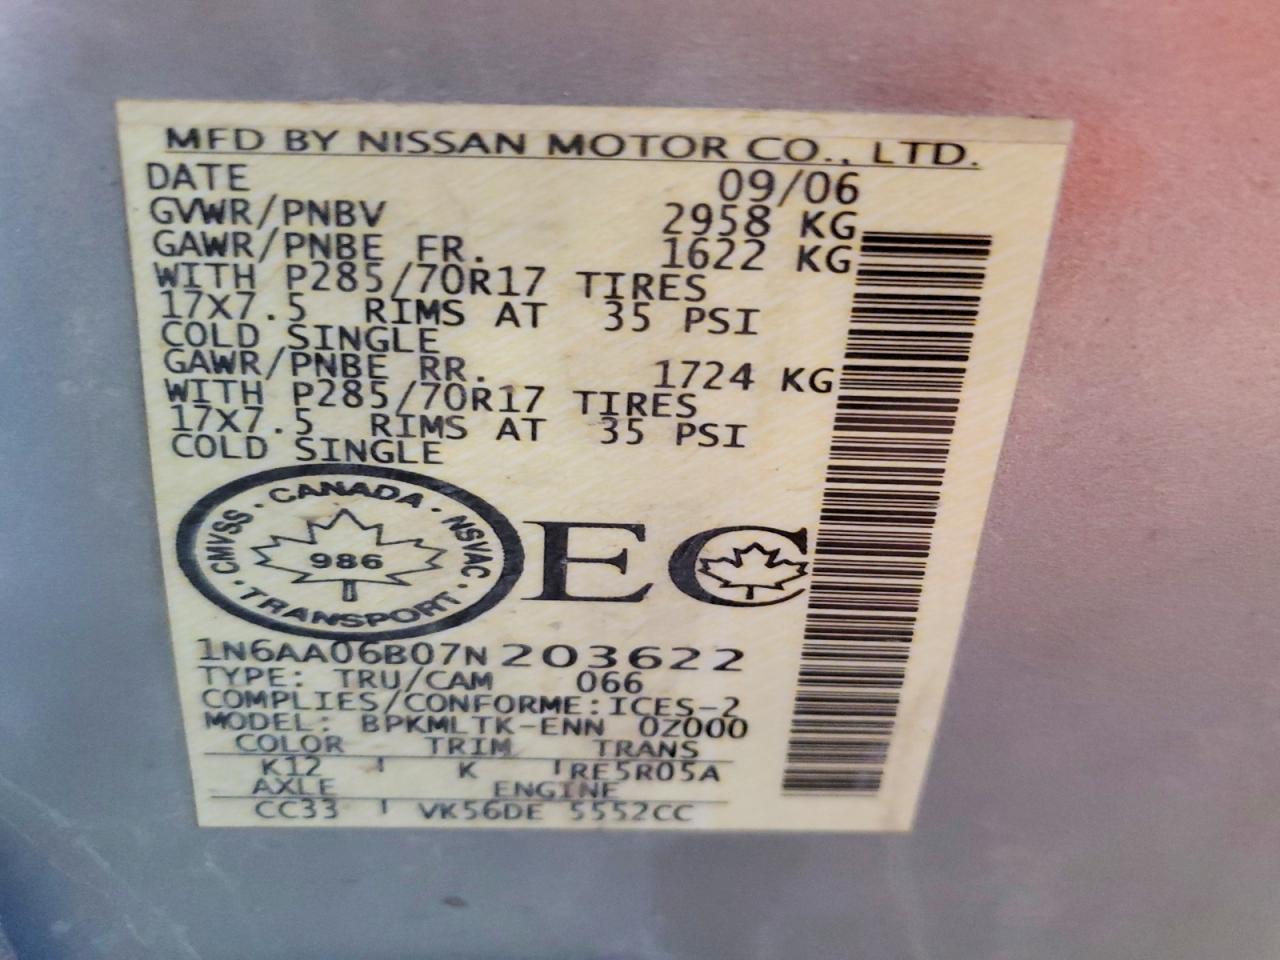 MFD BY NISSAN MOTOR CO., LTD.
DATE 09/06
GVWR/PNBV 2958 KG
GAWR/PNBE FR. 1622 KG
WITH P285/70R17 TIRES
17X7.5 RIMS AT 35 PSI
COLD SINGLE
GAWR/PNBE RR. 1724 KG
WITH P285/70R17 TIRES
17X7.5 RIMS AT 35 PSI
COLD SINGLE
CANADA · NSVAC · TRANSPORT · CMVSS ·
986
EC
1N6AA06B07N203622
TYPE: TRU/CAM 066
COMPLIES/CONFORME:ICES-2
MODEL: BPKMLTK-ENN 0Z000
COLOR TRIM TRANS
K12 K RE5R05A
AXLE ENGINE
CC33 VK56DE 5552CC